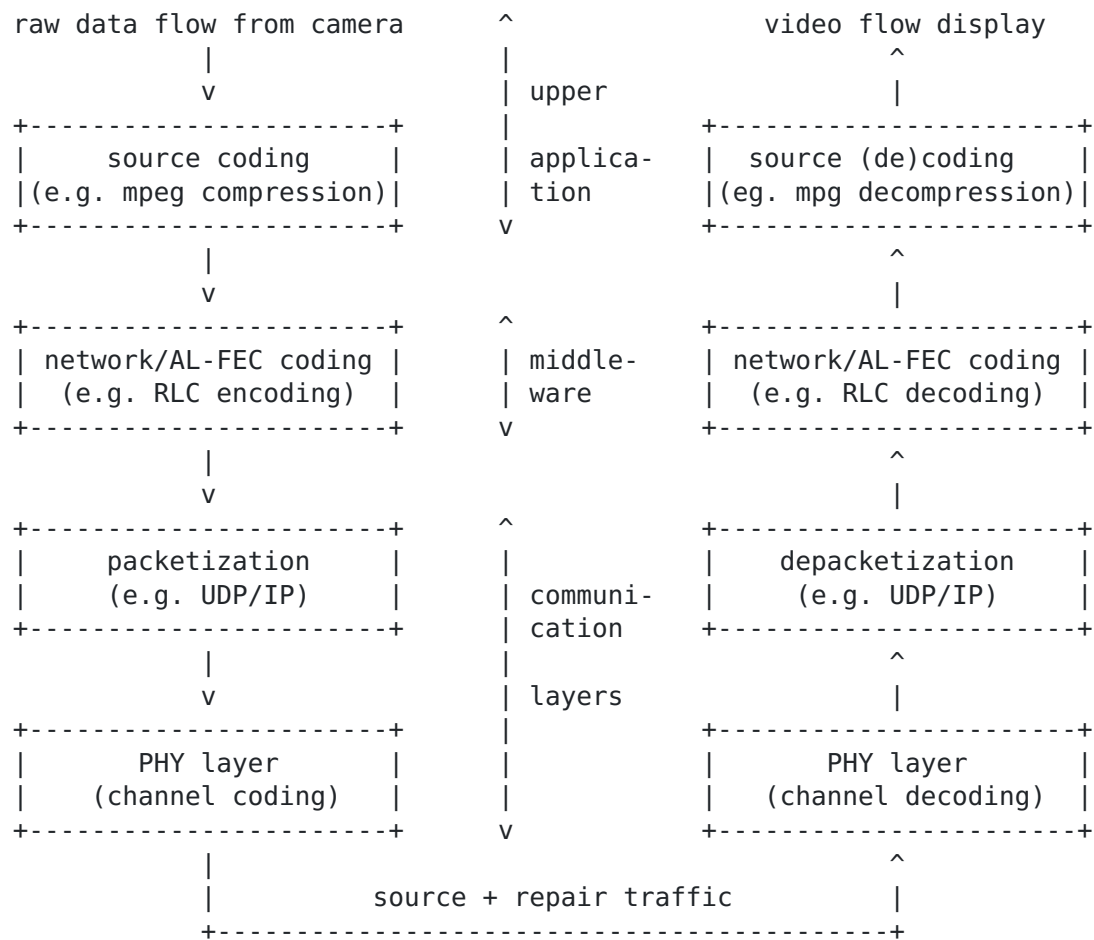 raw data flow from camera ^ video flow display
| | ^
v | upper |
+-----------------------+ | +-----------------------+
| source coding | | applica- | source (de)coding |
|(e.g. mpeg compression)| | tion |(eg. mpg decompression)|
+-----------------------+ v +-----------------------+
| ^
v |
+-----------------------+ ^ +-----------------------+
| network/AL-FEC coding | | middle- | network/AL-FEC coding |
| (e.g. RLC encoding) | | ware | (e.g. RLC decoding) |
+-----------------------+ v +-----------------------+
| ^
v |
+-----------------------+ ^ +-----------------------+
| packetization | | | depacketization |
| (e.g. UDP/IP) | | communi- | (e.g. UDP/IP) |
+-----------------------+ | cation +-----------------------+
| | ^
v | layers |
+-----------------------+ | +-----------------------+
| PHY layer | | | PHY layer |
| (channel coding) | | | (channel decoding) |
+-----------------------+ v +-----------------------+
| ^
| source + repair traffic |
+-------------------------------------------+